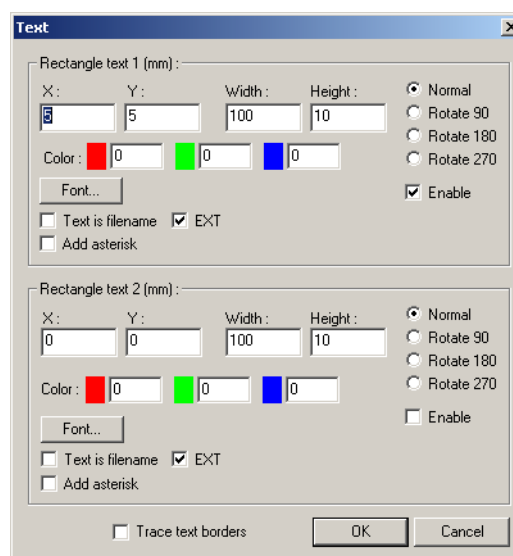 Text
Rectangle text 1 (mm) :
X : Y : Width : Height : Normal
5 5 100 10 Rotate 90
Rotate 180
Color : 0 0 0 Rotate 270
Font... Enable
Text is filename EXT
Add asterisk
Rectangle text 2 (mm) :
X : Y : Width : Height : Normal
0 0 100 10 Rotate 90
Rotate 180
Color : 0 0 0 Rotate 270
Font... Enable
Text is filename EXT
Add asterisk
Trace text borders OK Cancel